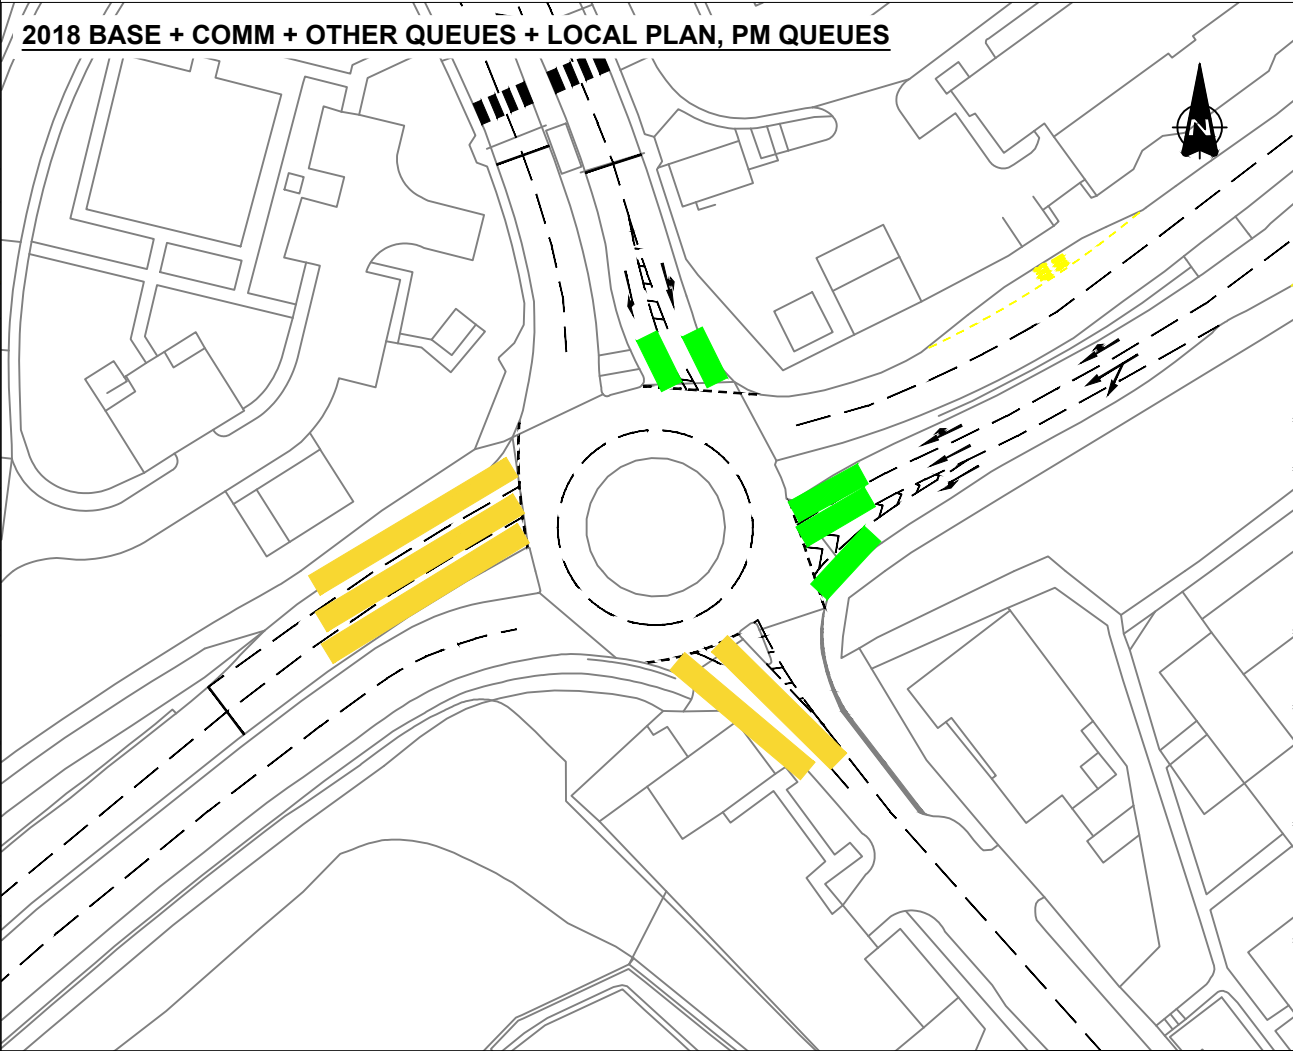 2018 BASE + COMM + OTHER QUEUES + LOCAL PLAN, PM QUEUES
N